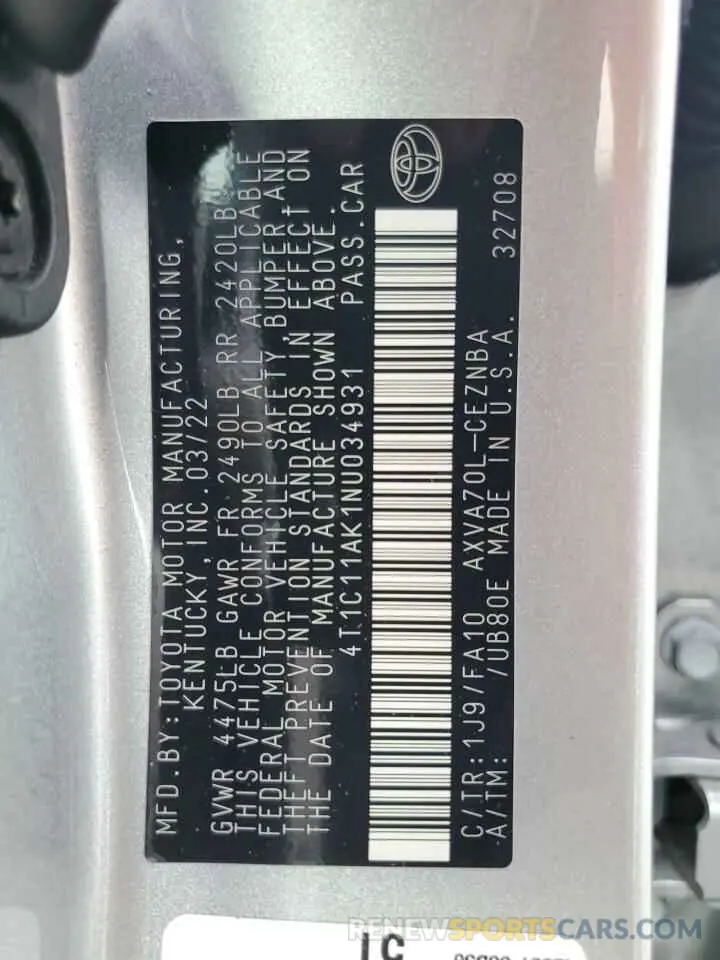 MFD.BY:TOYOTA MOTOR MANUFACTURING,
KENTUCKY, INC. 03/22
GVWR 4475LB GAWR FR 2490LB RR 2420LB
THIS VEHICLE CONFORMS TO ALL APPLICABLE
FEDERAL MOTOR VEHICLE SAFETY, BUMPER AND
THEFT PREVENTION STANDARDS IN EFFECT ON
THE DATE OF MANUFACTURE SHOWN ABOVE.
4T1C11AK1NU034931 PASS.CAR
C/TR:1J9/FA10 AXVA70L-CEZNBA
A/TM: /UB80E MADE IN U.S.A. 32708
RENEWSPORTSCARS.COM